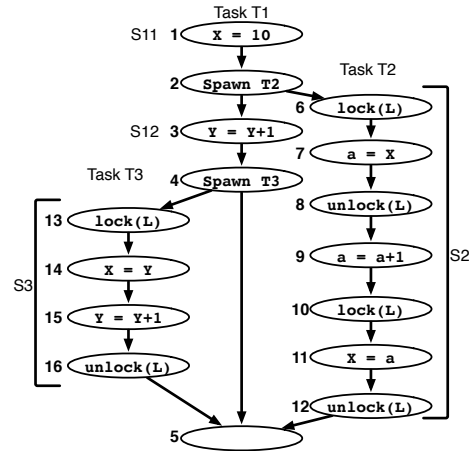 Task T1
S11 1 X = 10
2 Spawn T2
Task T2
6 lock(L)
S12 3 Y = Y+1
7 a = X
Task T3
4 Spawn T3
8 unlock(L)
13 lock(L)
9 a = a+1
S2
14 X = Y
S3
10 lock(L)
15 Y = Y+1
11 X = a
16 unlock(L)
12 unlock(L)
5